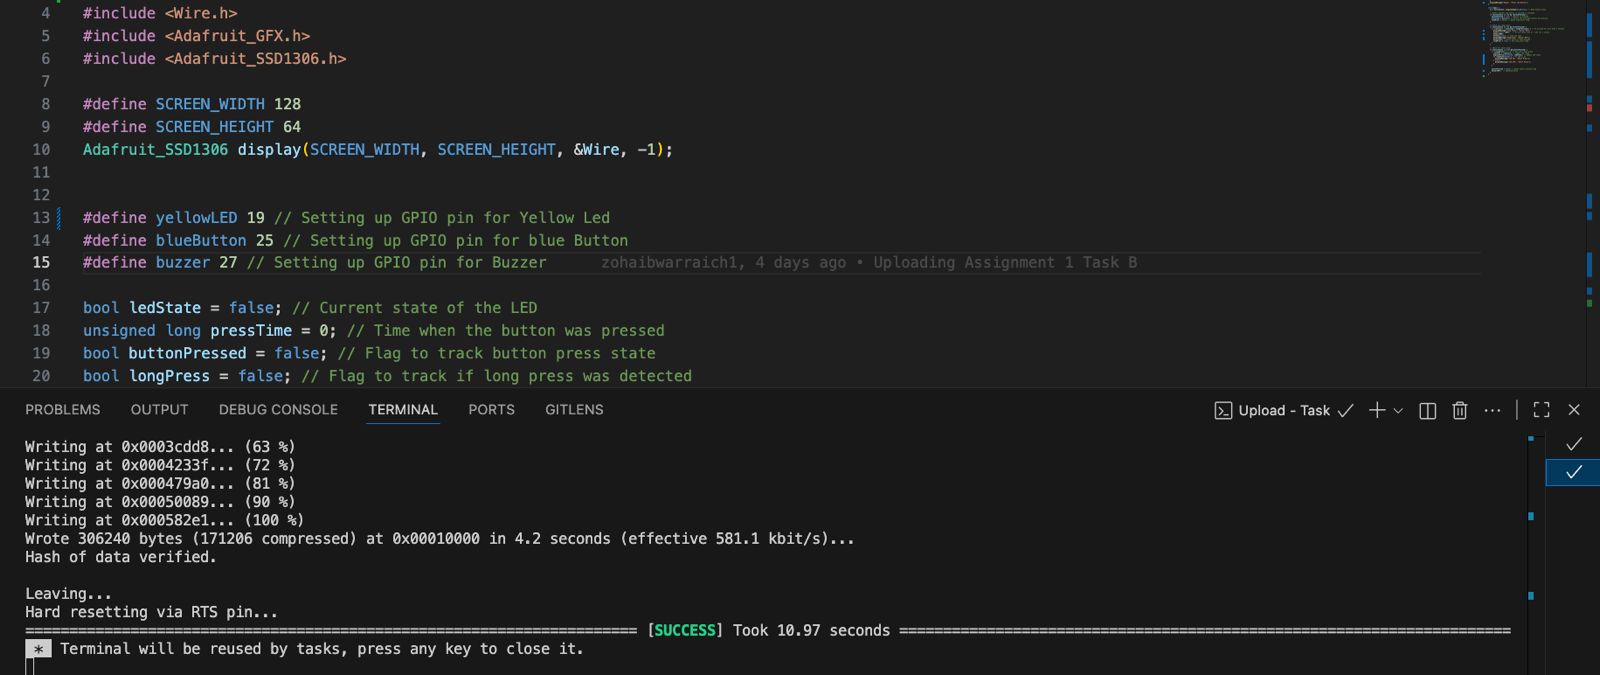 4 #include <Wire.h>
5 #include <Adafruit_GFX.h>
6 #include <Adafruit_SSD1306.h>
7
8 #define SCREEN_WIDTH 128
9 #define SCREEN_HEIGHT 64
10 Adafruit_SSD1306 display(SCREEN_WIDTH, SCREEN_HEIGHT, &Wire, -1);
11
12
13 #define yellowLED 19 // Setting up GPIO pin for Yellow Led
14 #define blueButton 25 // Setting up GPIO pin for blue Button
15 #define buzzer 27 // Setting up GPIO pin for Buzzer zohaibwarraich1, 4 days ago • Uploading Assignment 1 Task B
16
17 bool ledState = false; // Current state of the LED
18 unsigned long pressTime = 0; // Time when the button was pressed
19 bool buttonPressed = false; // Flag to track button press state
20 bool longPress = false; // Flag to track if long press was detected
PROBLEMS OUTPUT DEBUG CONSOLE TERMINAL PORTS GITLENS Upload - Task
Writing at 0x0003cdd8... (63 %)
Writing at 0x0004233f... (72 %)
Writing at 0x000479a0... (81 %)
Writing at 0x00050089... (90 %)
Writing at 0x000582e1... (100 %)
Wrote 306240 bytes (171206 compressed) at 0x00010000 in 4.2 seconds (effective 581.1 kbit/s)...
Hash of data verified.
Leaving...
Hard resetting via RTS pin...
=================================================================== [SUCCESS] Took 10.97 seconds ===================================================================
* Terminal will be reused by tasks, press any key to close it.